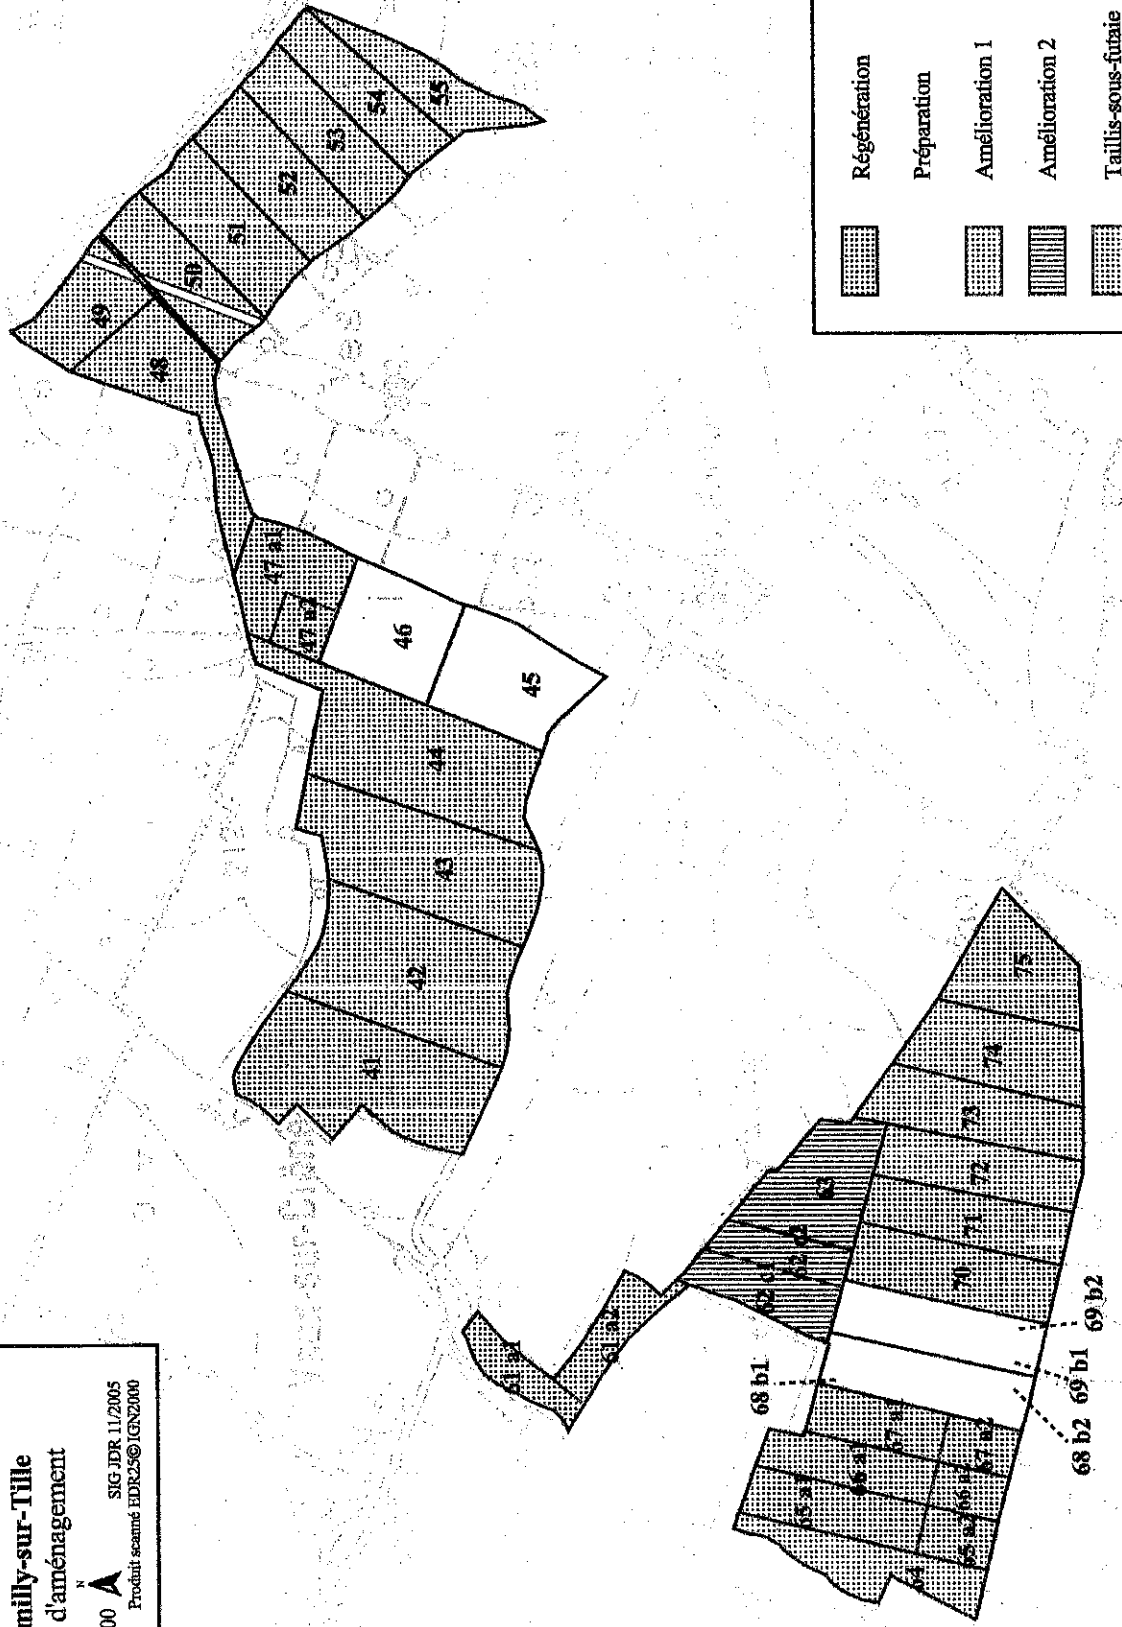 milly-sur-Tille
d'aménagement
N
00
SIG JDR 11/2005
Produit scanné EDR25©IGN2000
Régénération
Préparation
Amélioration 1
Amélioration 2
Taillis-sous-futaie
41
42
43
44
45
46
47 a1
47 a2
48
49
50
51
52
53
54
55
61 a1
61 a2
62 c1
62 c2
63
64
65 a1
65 a2
66 a1
66 a2
67 a1
67 a2
68 b1
68 b2
69 b1
69 b2
70
71
72
73
74
75